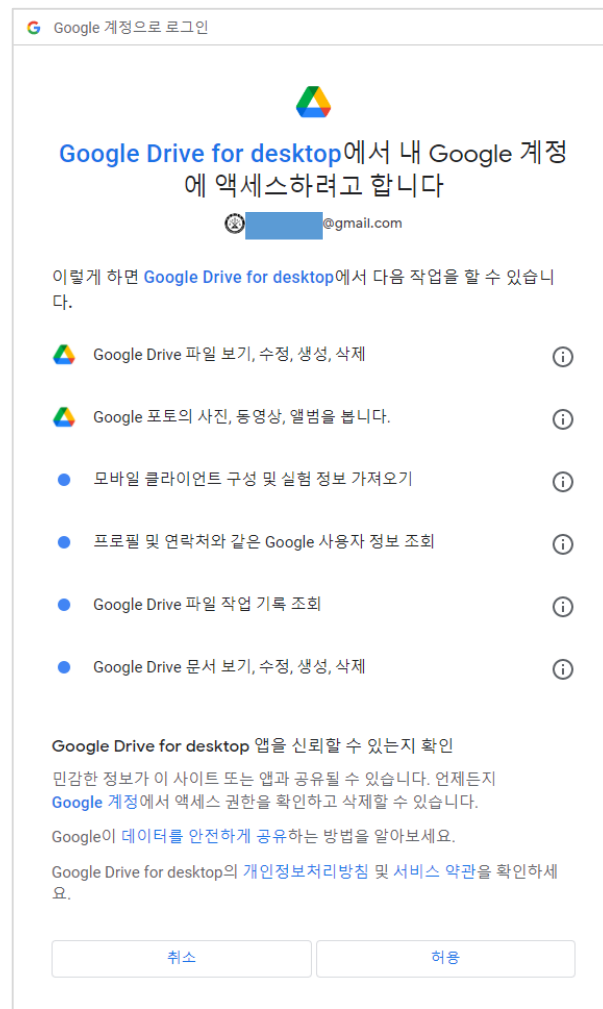 Google 계정으로 로그인
Google Drive for desktop에서 내 Google 계정
에 액세스하려고 합니다
@gmail.com
이렇게 하면 Google Drive for desktop에서 다음 작업을 할 수 있습니
다.
Google Drive 파일 보기, 수정, 생성, 삭제
Google 포토의 사진, 동영상, 앨범을 봅니다.
모바일 클라이언트 구성 및 실험 정보 가져오기
프로필 및 연락처와 같은 Google 사용자 정보 조회
Google Drive 파일 작업 기록 조회
Google Drive 문서 보기, 수정, 생성, 삭제
Google Drive for desktop 앱을 신뢰할 수 있는지 확인
민감한 정보가 이 사이트 또는 앱과 공유될 수 있습니다. 언제든지
Google 계정에서 액세스 권한을 확인하고 삭제할 수 있습니다.
Google이 데이터를 안전하게 공유하는 방법을 알아보세요.
Google Drive for desktop의 개인정보처리방침 및 서비스 약관을 확인하세
요.
취소
허용